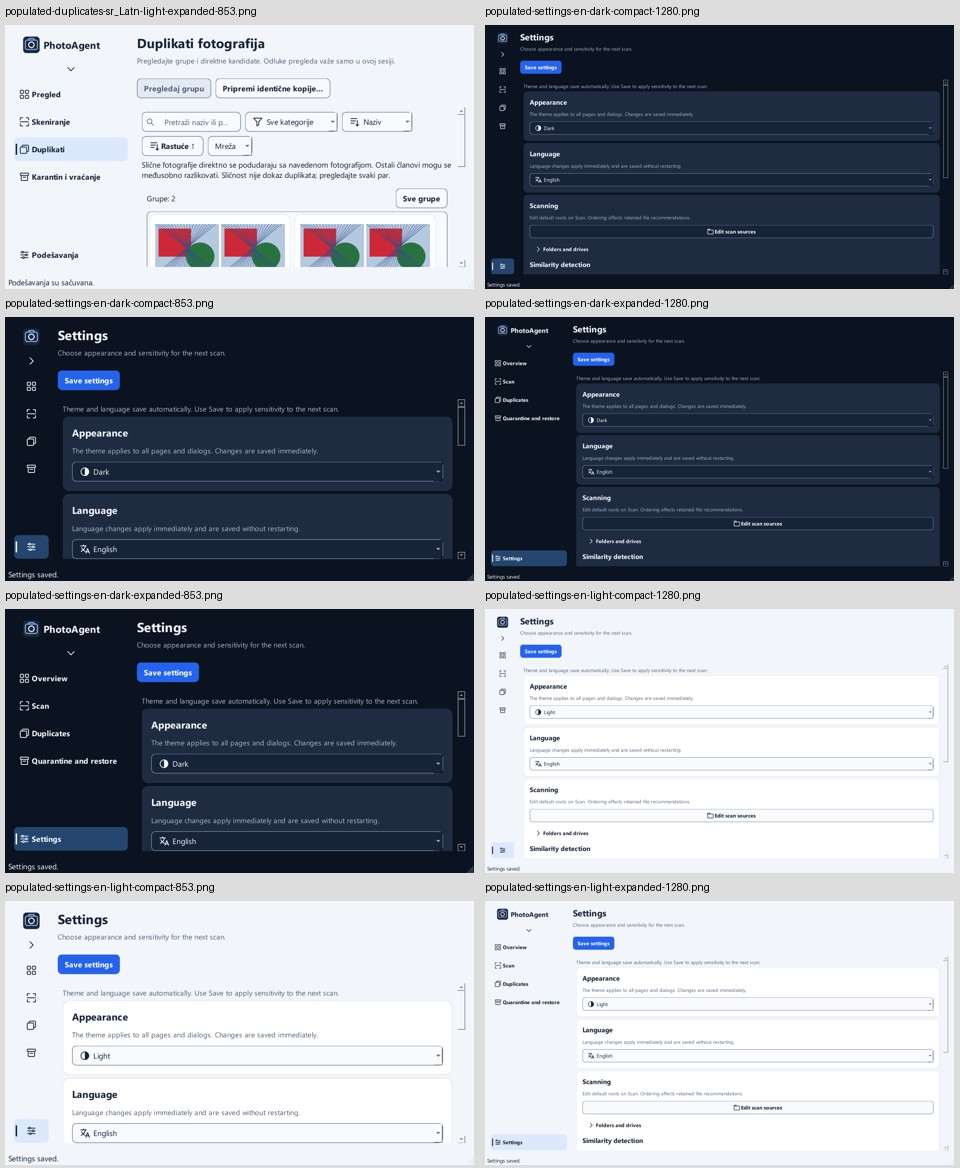 populated-duplicates-sr_Latn-light-expanded-853.png
PhotoAgent
Pregled
Skeniranje
Duplikati
Karantin i vraćanje
Podešavanja
Duplikati fotografija
Pregledajte grupe i direktne kandidate. Odluke pregleda važe samo u ovoj sesiji.
Pregledaj grupu
Pripremi identične kopije...
Pretraži naziv ili p...
Sve kategorije
Naziv
Rastuće ↑
Mreža
Slične fotografije direktno se podudaraju sa navedenom fotografijom. Ostali članovi mogu se
međusobno razlikovati. Sličnost nije dokaz duplikata; pregledajte svaki par.
Grupe: 2
Sve grupe
Podešavanja su sačuvana.
populated-settings-en-dark-compact-1280.png
Settings
Choose appearance and sensitivity for the next scan.
Save settings
Theme and language save automatically. Use Save to apply sensitivity to the next scan.
Appearance
The theme applies to all pages and dialogs. Changes are saved immediately.
Dark
Language
Language changes apply immediately and are saved without restarting.
English
Scanning
Edit default roots on Scan. Ordering affects retained-file recommendations.
Edit scan sources
Folders and drives
Similarity detection
Settings saved.
populated-settings-en-dark-compact-853.png
Settings
Choose appearance and sensitivity for the next scan.
Save settings
Theme and language save automatically. Use Save to apply sensitivity to the next scan.
Appearance
The theme applies to all pages and dialogs. Changes are saved immediately.
Dark
Language
Language changes apply immediately and are saved without restarting.
English
Settings saved.
populated-settings-en-dark-expanded-1280.png
PhotoAgent
Overview
Scan
Duplicates
Quarantine and restore
Settings
Settings
Choose appearance and sensitivity for the next scan.
Save settings
Theme and language save automatically. Use Save to apply sensitivity to the next scan.
Appearance
The theme applies to all pages and dialogs. Changes are saved immediately.
Dark
Language
Language changes apply immediately and are saved without restarting.
English
Scanning
Edit default roots on Scan. Ordering affects retained-file recommendations.
Edit scan sources
Folders and drives
Similarity detection
Settings saved.
populated-settings-en-dark-expanded-853.png
PhotoAgent
Overview
Scan
Duplicates
Quarantine and restore
Settings
Settings
Choose appearance and sensitivity for the next scan.
Save settings
Theme and language save automatically. Use Save to apply sensitivity to the next scan.
Appearance
The theme applies to all pages and dialogs. Changes are saved immediately.
Dark
Language
Language changes apply immediately and are saved without restarting.
English
Settings saved.
populated-settings-en-light-compact-1280.png
Settings
Choose appearance and sensitivity for the next scan.
Save settings
Theme and language save automatically. Use Save to apply sensitivity to the next scan.
Appearance
The theme applies to all pages and dialogs. Changes are saved immediately.
Light
Language
Language changes apply immediately and are saved without restarting.
English
Scanning
Edit default roots on Scan. Ordering affects retained-file recommendations.
Edit scan sources
Folders and drives
Similarity detection
Settings saved.
populated-settings-en-light-compact-853.png
Settings
Choose appearance and sensitivity for the next scan.
Save settings
Theme and language save automatically. Use Save to apply sensitivity to the next scan.
Appearance
The theme applies to all pages and dialogs. Changes are saved immediately.
Light
Language
Language changes apply immediately and are saved without restarting.
English
Settings saved.
populated-settings-en-light-expanded-1280.png
PhotoAgent
Overview
Scan
Duplicates
Quarantine and restore
Settings
Settings
Choose appearance and sensitivity for the next scan.
Save settings
Theme and language save automatically. Use Save to apply sensitivity to the next scan.
Appearance
The theme applies to all pages and dialogs. Changes are saved immediately.
Light
Language
Language changes apply immediately and are saved without restarting.
English
Scanning
Edit default roots on Scan. Ordering affects retained-file recommendations.
Edit scan sources
Folders and drives
Similarity detection
Settings saved.